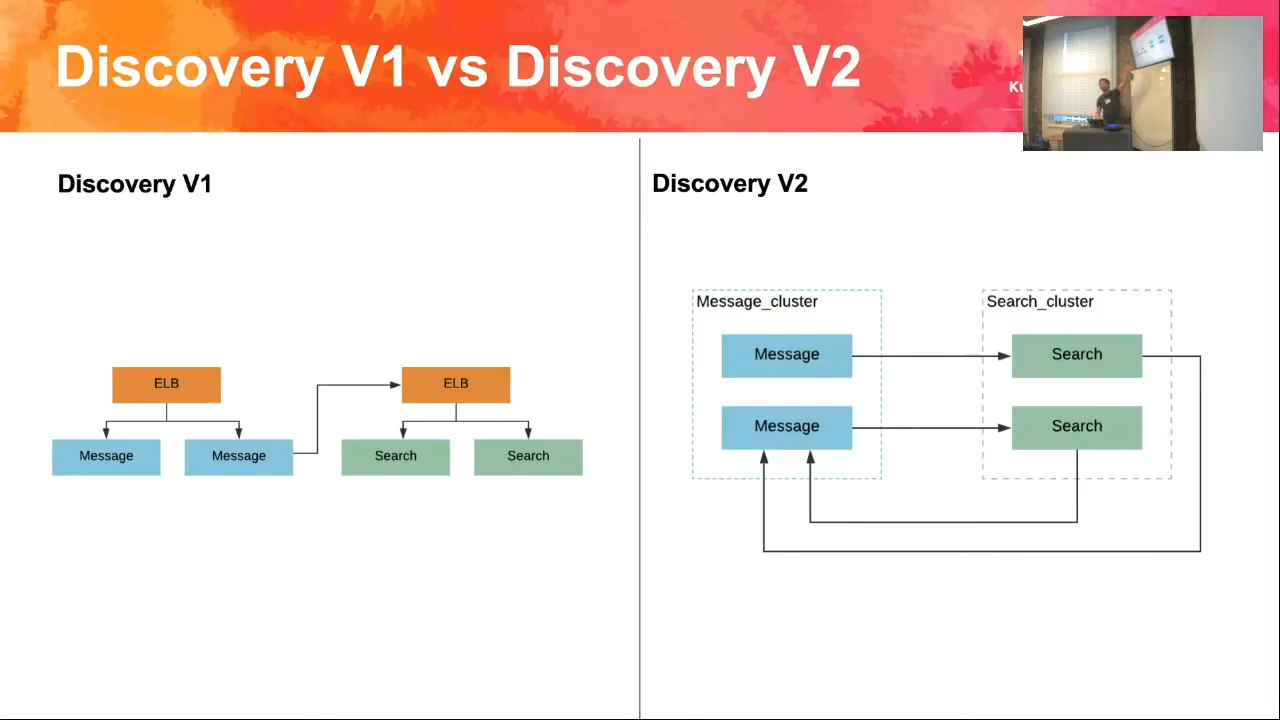 Discovery V1 vs Discovery V2
Discovery V1
Discovery V2
ELB
ELB
Message
Message
Search
Search
Message_cluster
Search_cluster
Message
Search
Message
Search